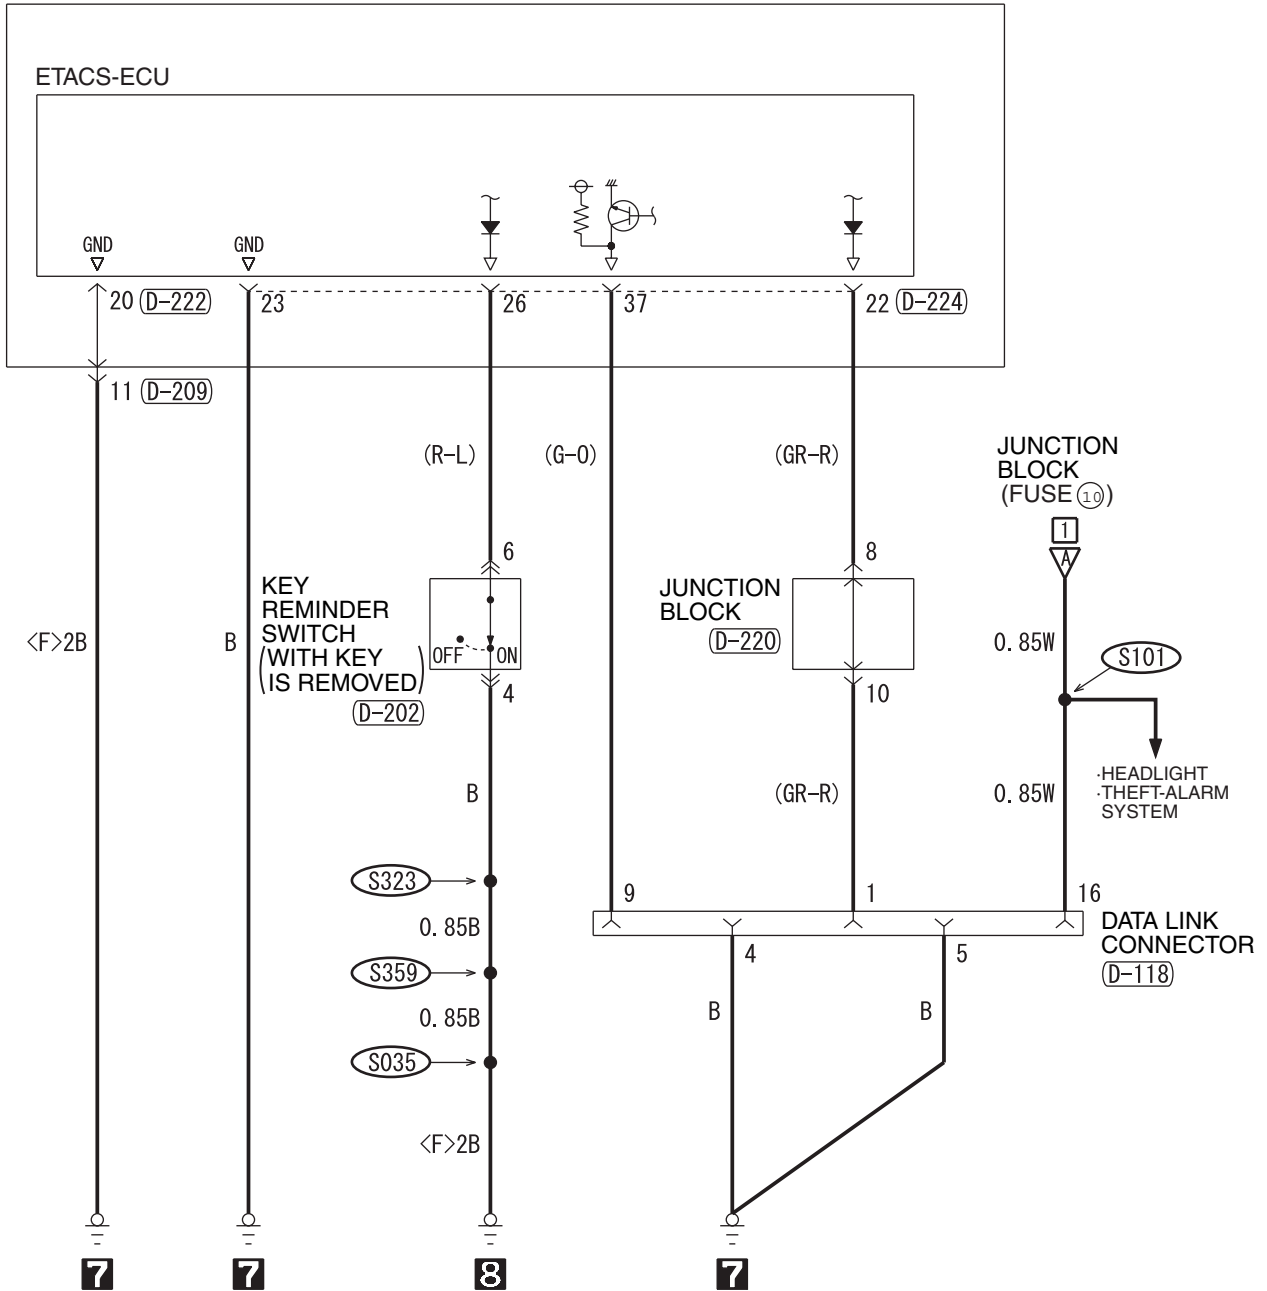 ETACS-ECU
GND
GND
20 (D-222)
23
26
37
22 (D-224)
11 (D-209)
(R-L)
(G-O)
(GR-R)
JUNCTION
BLOCK
(FUSE 10)
1
A
6
8
KEY
REMINDER
SWITCH
(WITH KEY
IS REMOVED)
(D-202)
OFF
ON
4
JUNCTION
BLOCK
(D-220)
10
<F>2B
B
0.85W
S101
B
(GR-R)
0.85W
·HEADLIGHT
·THEFT-ALARM
SYSTEM
S323
0.85B
S359
0.85B
S035
<F>2B
9
1
16
DATA LINK
CONNECTOR
(D-118)
4
5
B
B
7
7
8
7